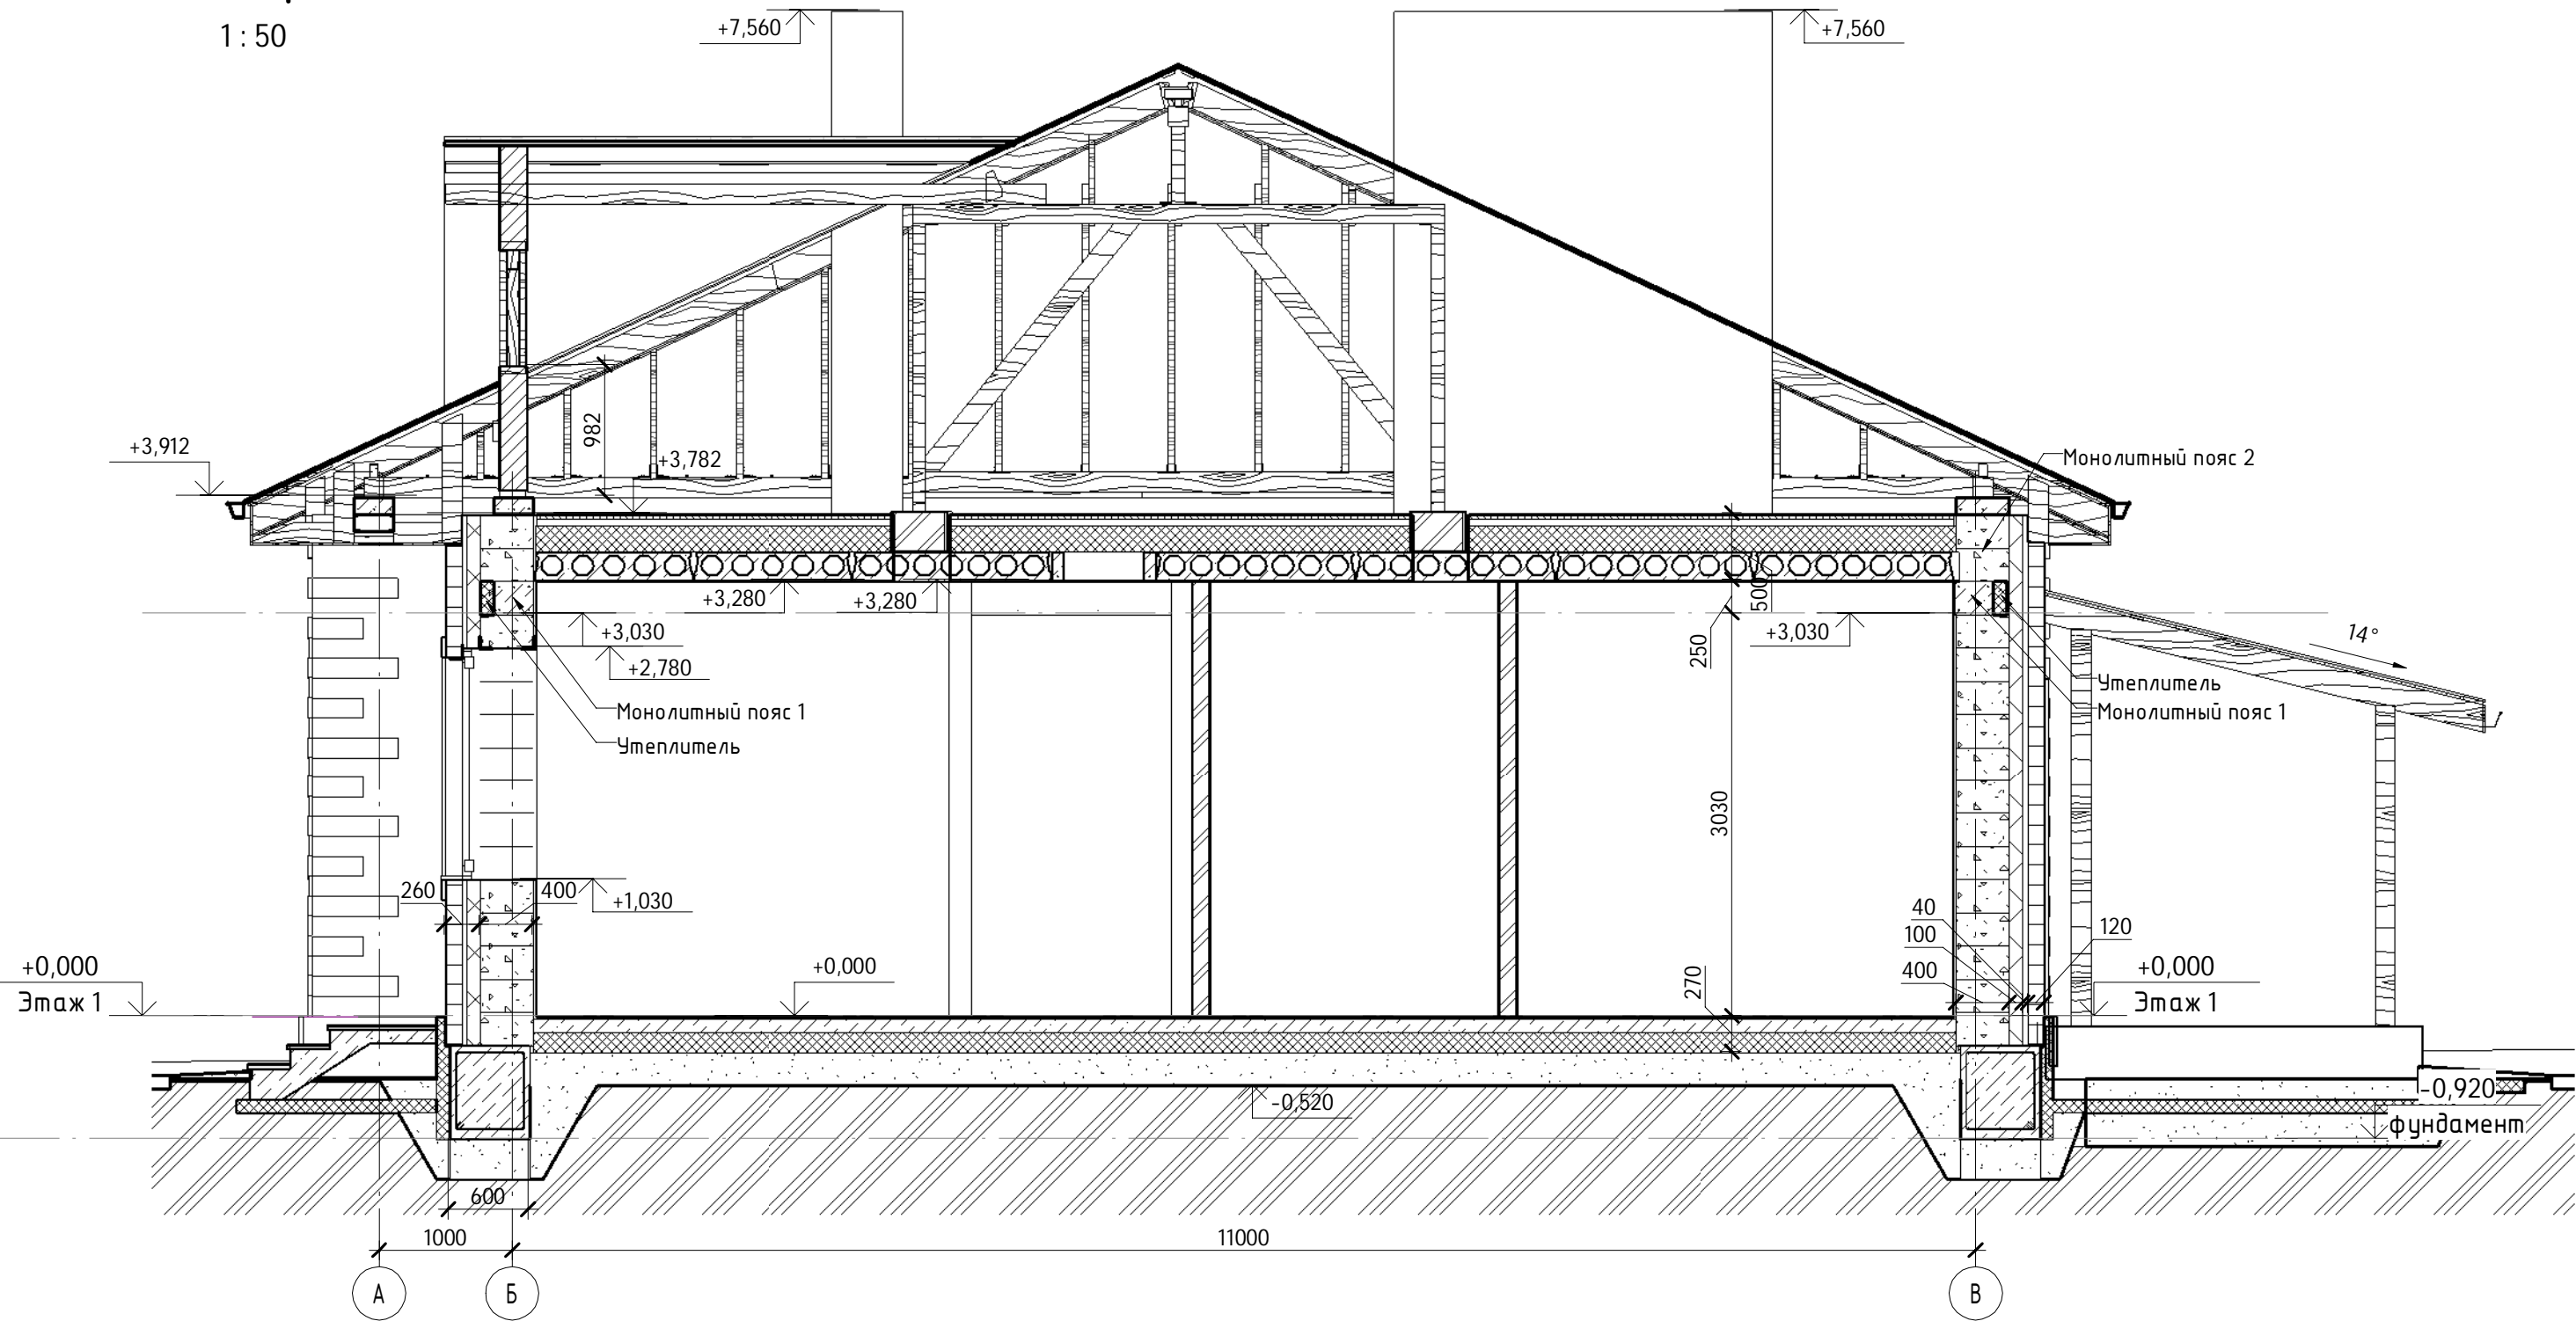 1 : 50
+7,560
+7,560
+3,912
982
+3,782
Монолитный пояс 2
+3,280
+3,280
500
+3,030
+3,030
250
14°
+2,780
Утеплитель
Монолитный пояс 1
Монолитный пояс 1
Утеплитель
3030
260
400
+1,030
40
100
120
400
+0,000
Этаж 1
+0,000
270
+0,000
Этаж 1
-0,520
-0,920
фундамент
600
1000
11000
А
Б
В